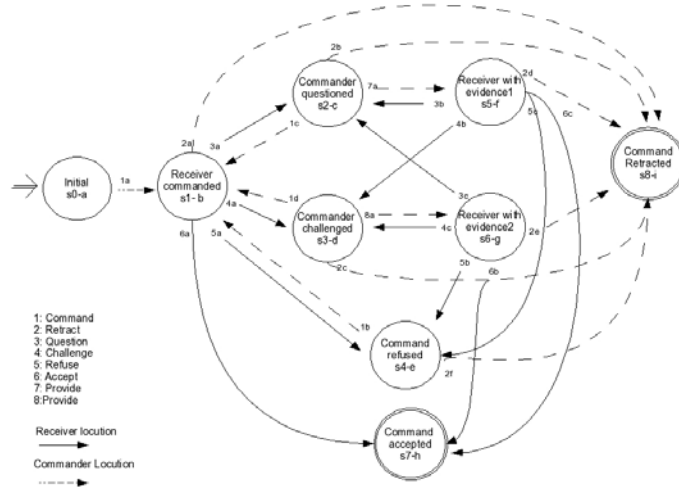 2b
Commander
questioned
s2-c
7a
Receiver with
evidence1
s5-f
2d
3b
5c
6c
1c
4b
2a
3a
Command
Retracted
s8-i
Initial
s0-a
1a
Receiver
commanded
s1- b
1d
3c
4a
Commander
challenged
s3-d
8a
Receiver with
evidence2
s6-g
4c
2e
6a
5a
2c
5b
6b
1b
Command
refused
s4-e
2f
Command
accepted
s7-h
1: Command
2: Retract
3: Question
4: Challenge
5: Refuse
6: Accept
7: Provide
8:Provide
Receiver locution
Commander Locution